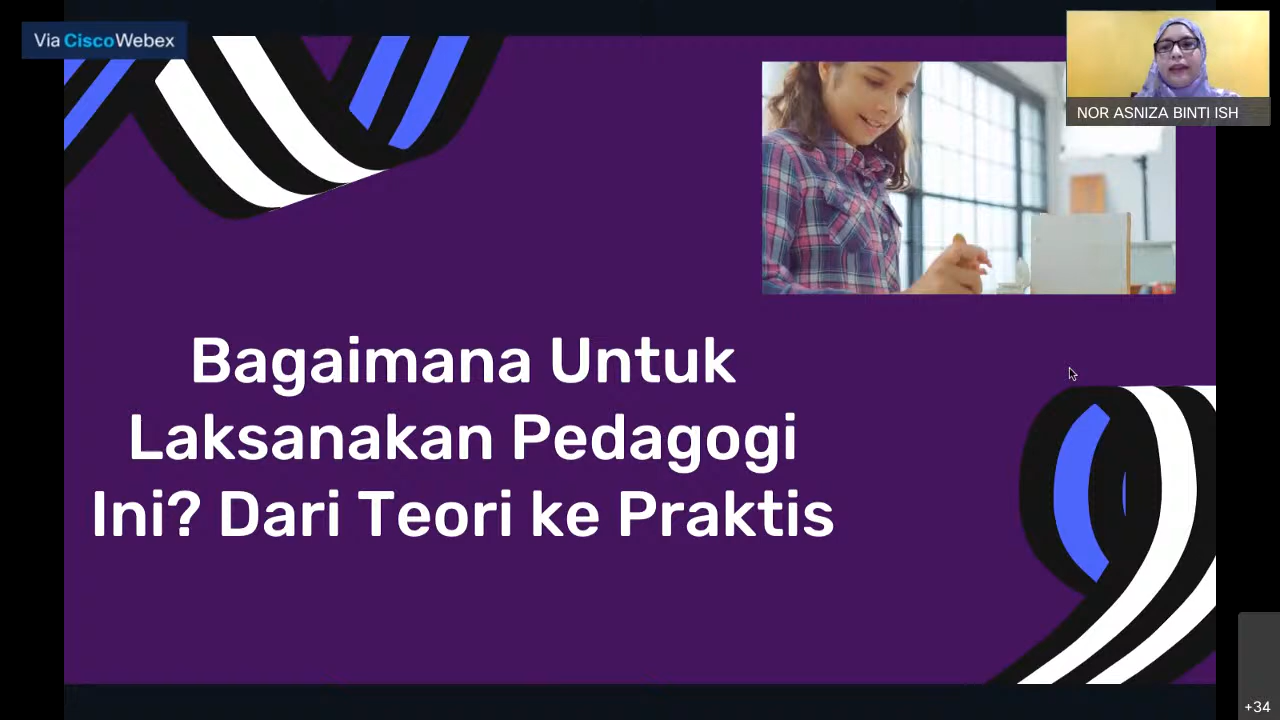 Via CiscoWebex
NOR ASNIZA BINTI ISH
Bagaimana Untuk
Laksanakan Pedagogi
Ini? Dari Teori ke Praktis
+34